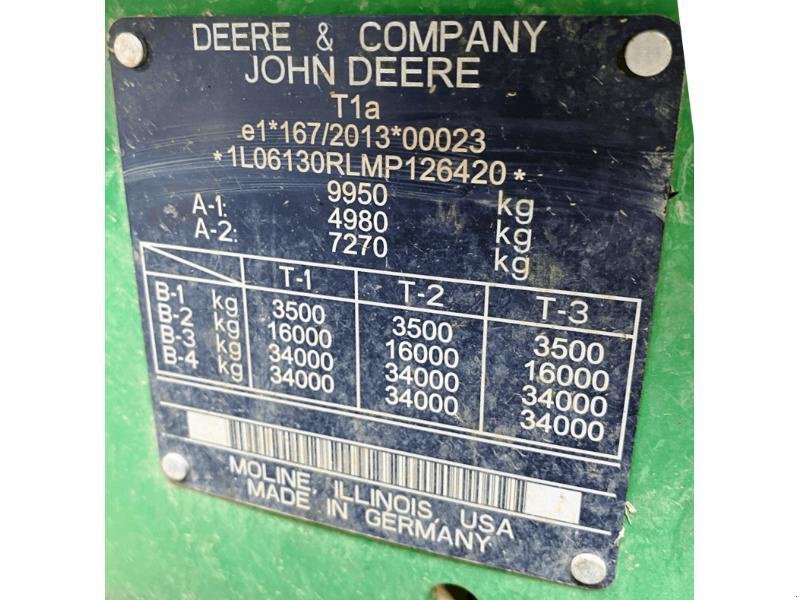 DEERE & COMPANY
JOHN DEERE
T1a
e1*167/2013*00023
*1L06130RLMP126420*
9950 kg
A-1: 4980 kg
A-2: 7270 kg
T-1 T-2 T-3
B-1 kg 3500 3500 3500
B-2 kg 16000 16000 16000
B-3 kg 34000 34000 34000
B-4 kg 34000 34000 34000
MOLINE, ILLINOIS, USA
MADE IN GERMANY